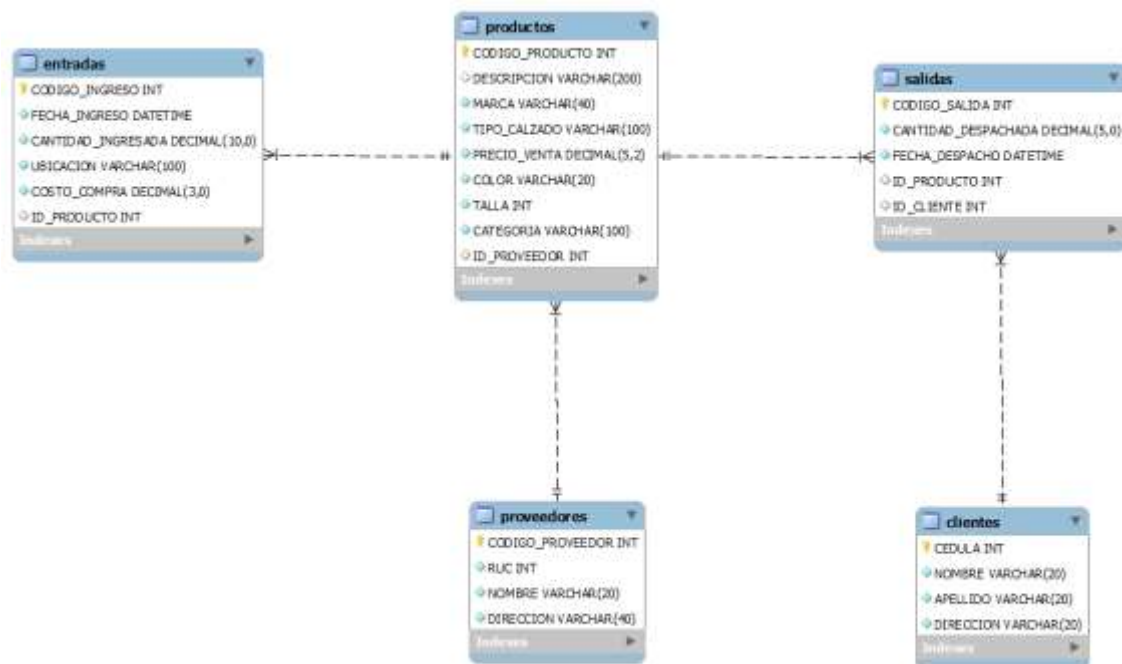 entradas
CODIGO_INGRESO INT
FECHA_INGRESO DATETIME
CANTIDAD_INGRESADA DECIMAL(10,0)
UBICACION VARCHAR(100)
COSTO_COMPRA DECIMAL(3,0)
ID_PRODUCTO INT
Indexes
productos
CODIGO_PRODUCTO INT
DESCRIPCION VARCHAR(200)
MARCA VARCHAR(40)
TIPO_CALZADO VARCHAR(100)
PRECIO_VENTA DECIMAL(5,2)
COLOR VARCHAR(20)
TALLA INT
CATEGORIA VARCHAR(100)
ID_PROVEEDOR INT
Indexes
salidas
CODIGO_SALIDA INT
CANTIDAD_DESPACHADA DECIMAL(5,0)
FECHA_DESPACHO DATETIME
ID_PRODUCTO INT
ID_CLIENTE INT
Indexes
proveedores
CODIGO_PROVEEDOR INT
RUC INT
NOMBRE VARCHAR(20)
DIRECCION VARCHAR(40)
Indexes
clientes
CEDULA INT
NOMBRE VARCHAR(20)
APELLIDO VARCHAR(20)
DIRECCION VARCHAR(20)
Indexes